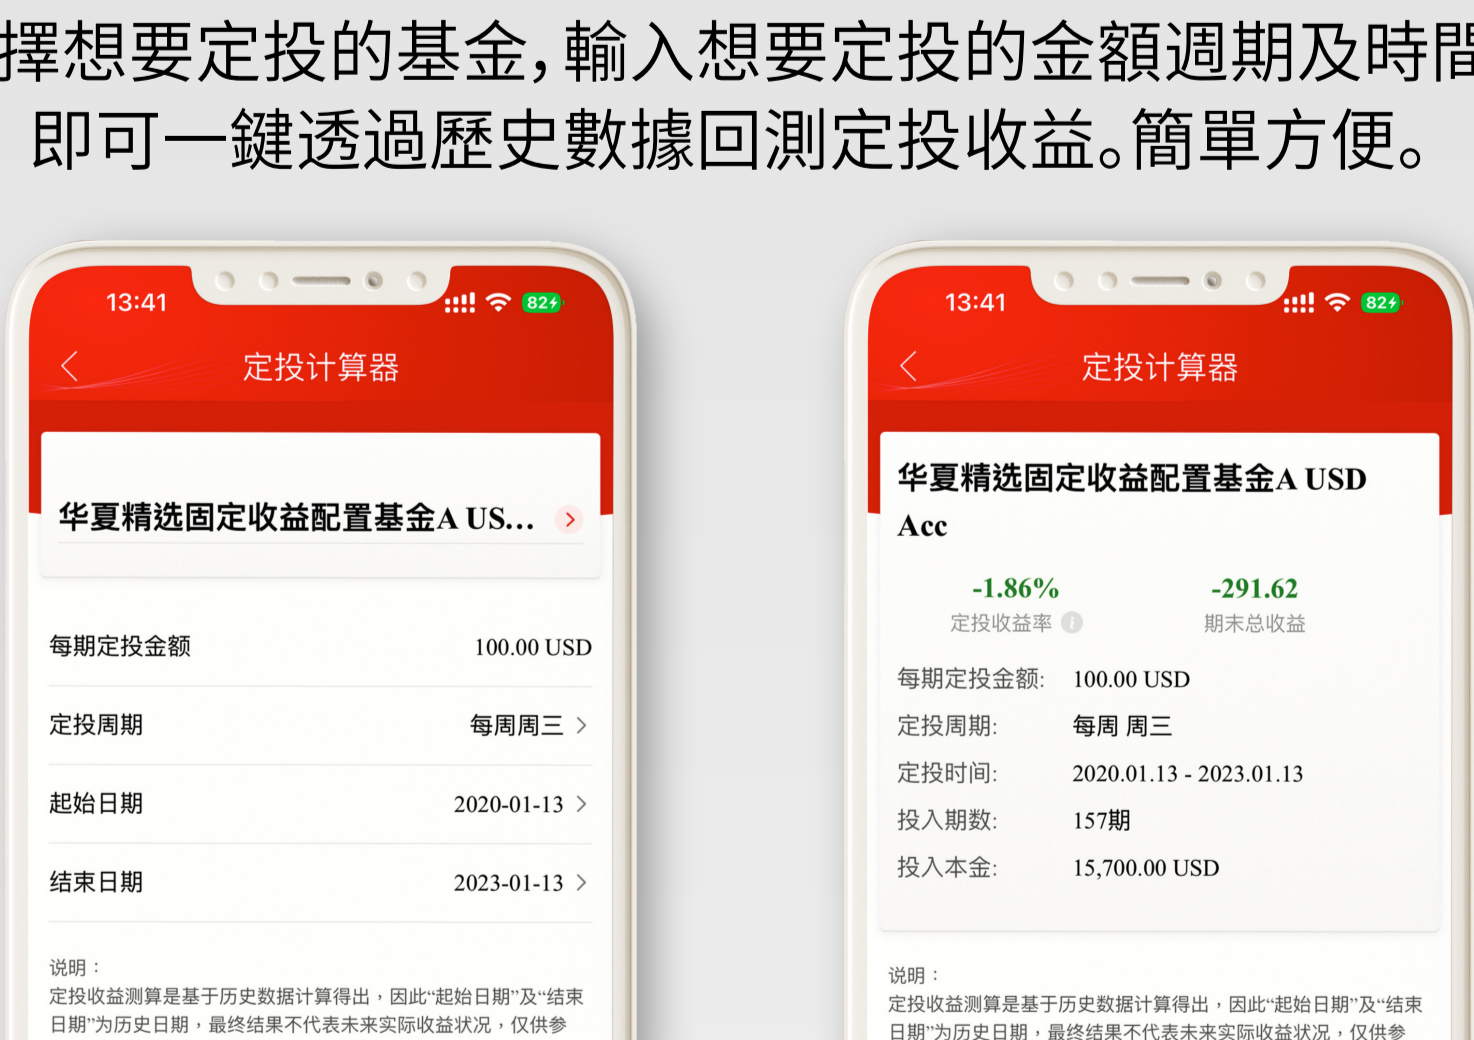 擇想要定投的基金，輸入想要定投的金額週期及時間
即可一鍵透過歷史數據回測定投收益。簡單方便。
13:41
82
定投计算器
华夏精选固定收益配置基金A US...
每期定投金额 100.00 USD
定投周期 每周周三
起始日期 2020-01-13
结束日期 2023-01-13
说明：
定投收益测算是基于历史数据计算得出，因此“起始日期”及“结束
日期”为历史日期，最终结果不代表未来实际收益状况，仅供参
13:41
82
定投计算器
华夏精选固定收益配置基金A USD
Acc
-1.86% -291.62
定投收益率 期末总收益
每期定投金额: 100.00 USD
定投周期: 每周 周三
定投时间: 2020.01.13 - 2023.01.13
投入期数: 157期
投入本金: 15,700.00 USD
说明：
定投收益测算是基于历史数据计算得出，因此“起始日期”及“结束
日期”为历史日期，最终结果不代表未来实际收益状况，仅供参